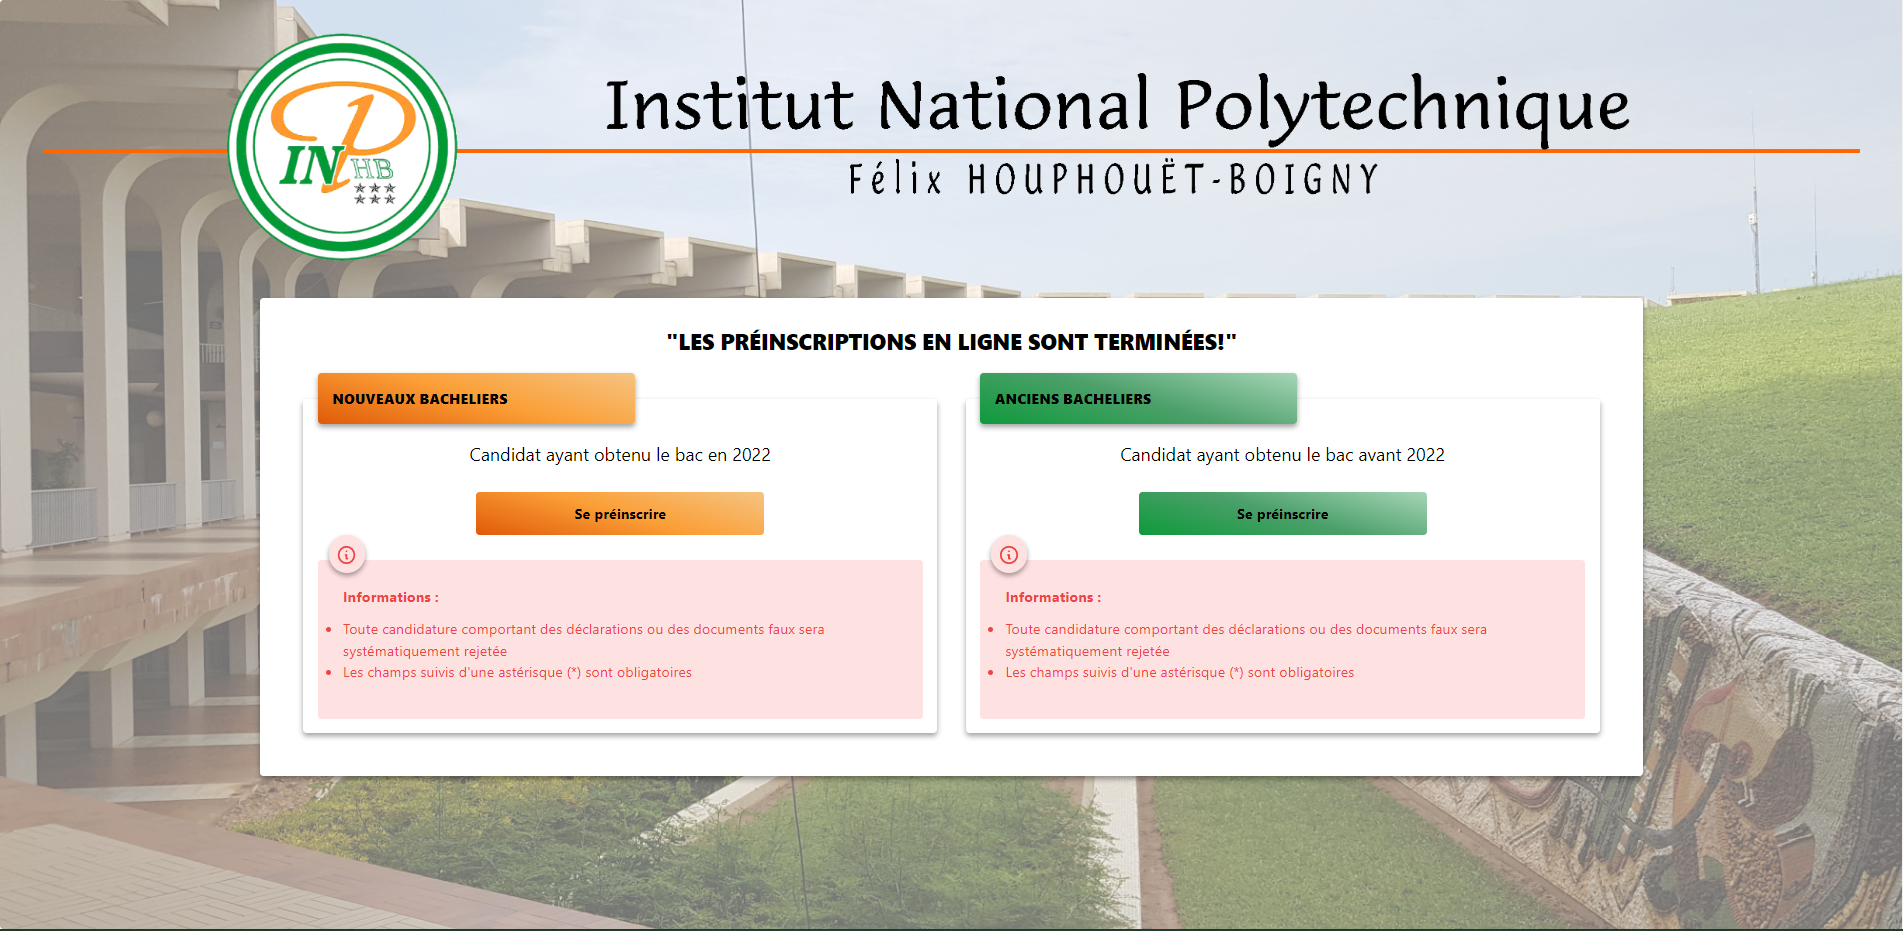 INP
HB
Institut National Polytechnique
Félix HOUPHOUËT-BOIGNY
"LES PRÉINSCRIPTIONS EN LIGNE SONT TERMINÉES!"
NOUVEAUX BACHELIERS
Candidat ayant obtenu le bac en 2022
Se préinscrire
Informations :
• Toute candidature comportant des déclarations ou des documents faux sera
systématiquement rejetée
• Les champs suivis d'une astérisque (*) sont obligatoires
ANCIENS BACHELIERS
Candidat ayant obtenu le bac avant 2022
Se préinscrire
Informations :
• Toute candidature comportant des déclarations ou des documents faux sera
systématiquement rejetée
• Les champs suivis d'une astérisque (*) sont obligatoires